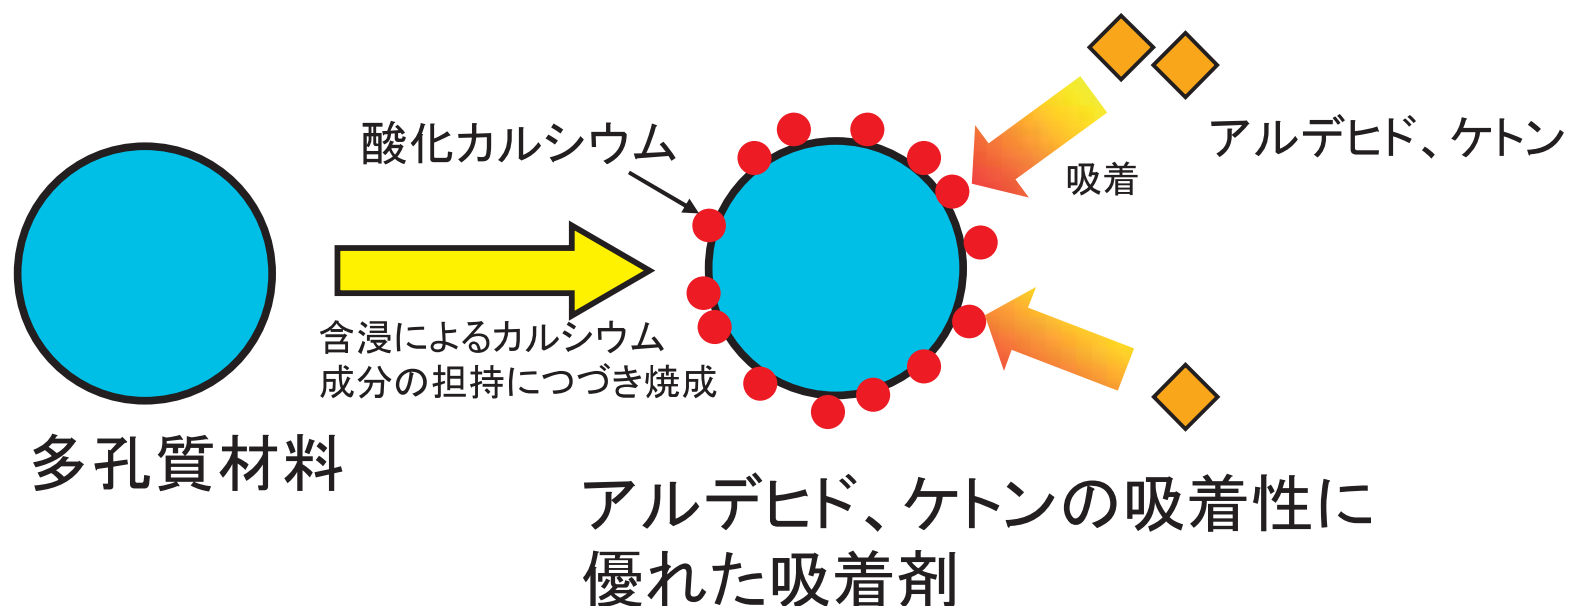 酸化カルシウム
アルデヒド、ケトン
吸着
含浸によるカルシウム
成分の担持につづき焼成
多孔質材料
アルデヒド、ケトンの吸着性に
優れた吸着剤